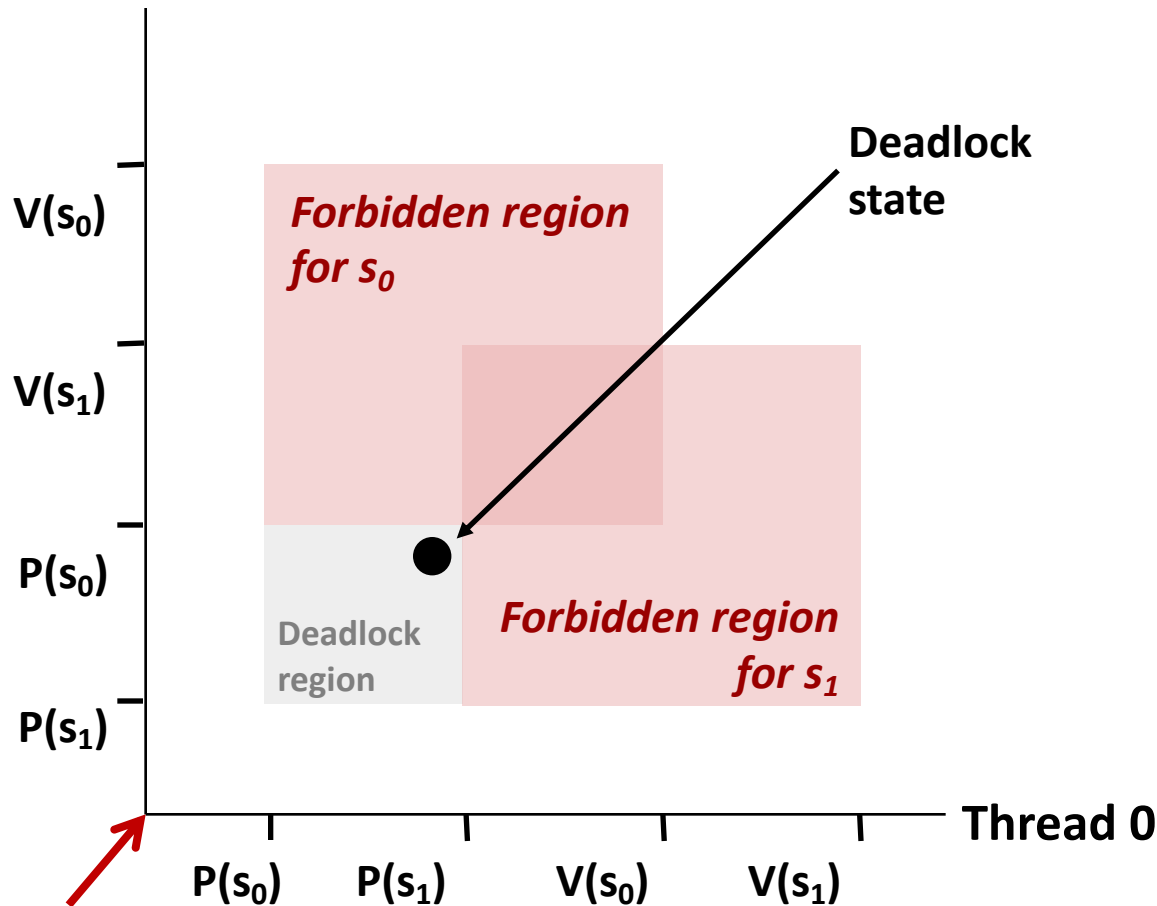 Deadlock
state
V(s₀)
Forbidden region
for s₀
V(s₁)
P(s₀)
Deadlock
region
Forbidden region
for s₁
P(s₁)
Thread 0
P(s₀) P(s₁) V(s₀) V(s₁)